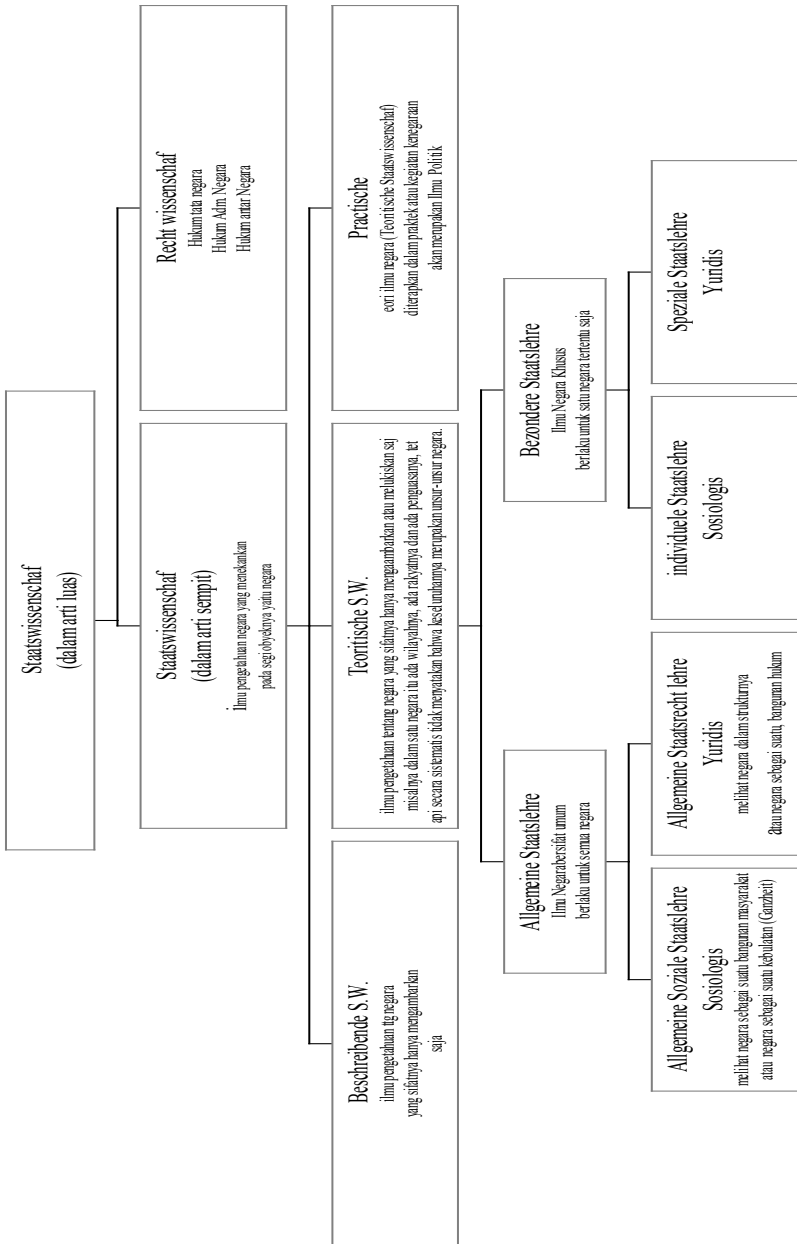 Staatswissenschaf
(dalam arti luas)
Staatswissenschaf
(dalam arti sempit)
Ilmu pengetahuan negara yang menekankan
pada segi obyeknya yaitu negara
Recht wissenschaf
Hukum tata negara
Hukum Adm. Negara
Hukum antar Negara
Beschreibende S.W.
ilmu pengetahuan ttg negara
yang sifatnya hanya mengambarkan
saja
Teoritische S.W.
ilmu pengetahuan tentang negara yang sifatnya hanya mengaambarkan atau melukiskan saj
misalnya dalam satu negara itu ada wilayahnya, ada rakyatnya dan ada penguasanya, tet
api secara sistematis tidak menyatakan bahwa keseluruhannya merupakan unsur-unsur negara.
Practische
eori ilmu negara (Teoritische Staatswissenschaf)
diterapkan dalam praktek atau kegiatan kenegaraan
akan merupakan Ilmu Politik
Allgemeine Staatslehre
Ilmu Negarabersifat umum
berlaku untuk semua negara
Bezondere Staatslehre
Ilmu Negara Khusus
berlaku untuk satu negara tertentu saja
Allgemeine Soziale Staatslehre
Sosiologis
melihat negara sebagai suatu bangunan masyarakat
atau negara sebagai suatu kebulatan (Ganzheit)
Allgemeine Staatsrecht lehre
Yuridis
melihat negara dalam strukturnya
atau negara sebagai suatu, bangunan hukum
individuele Staatslehre
Sosiologis
Speziale Staatslehre
Yuridis